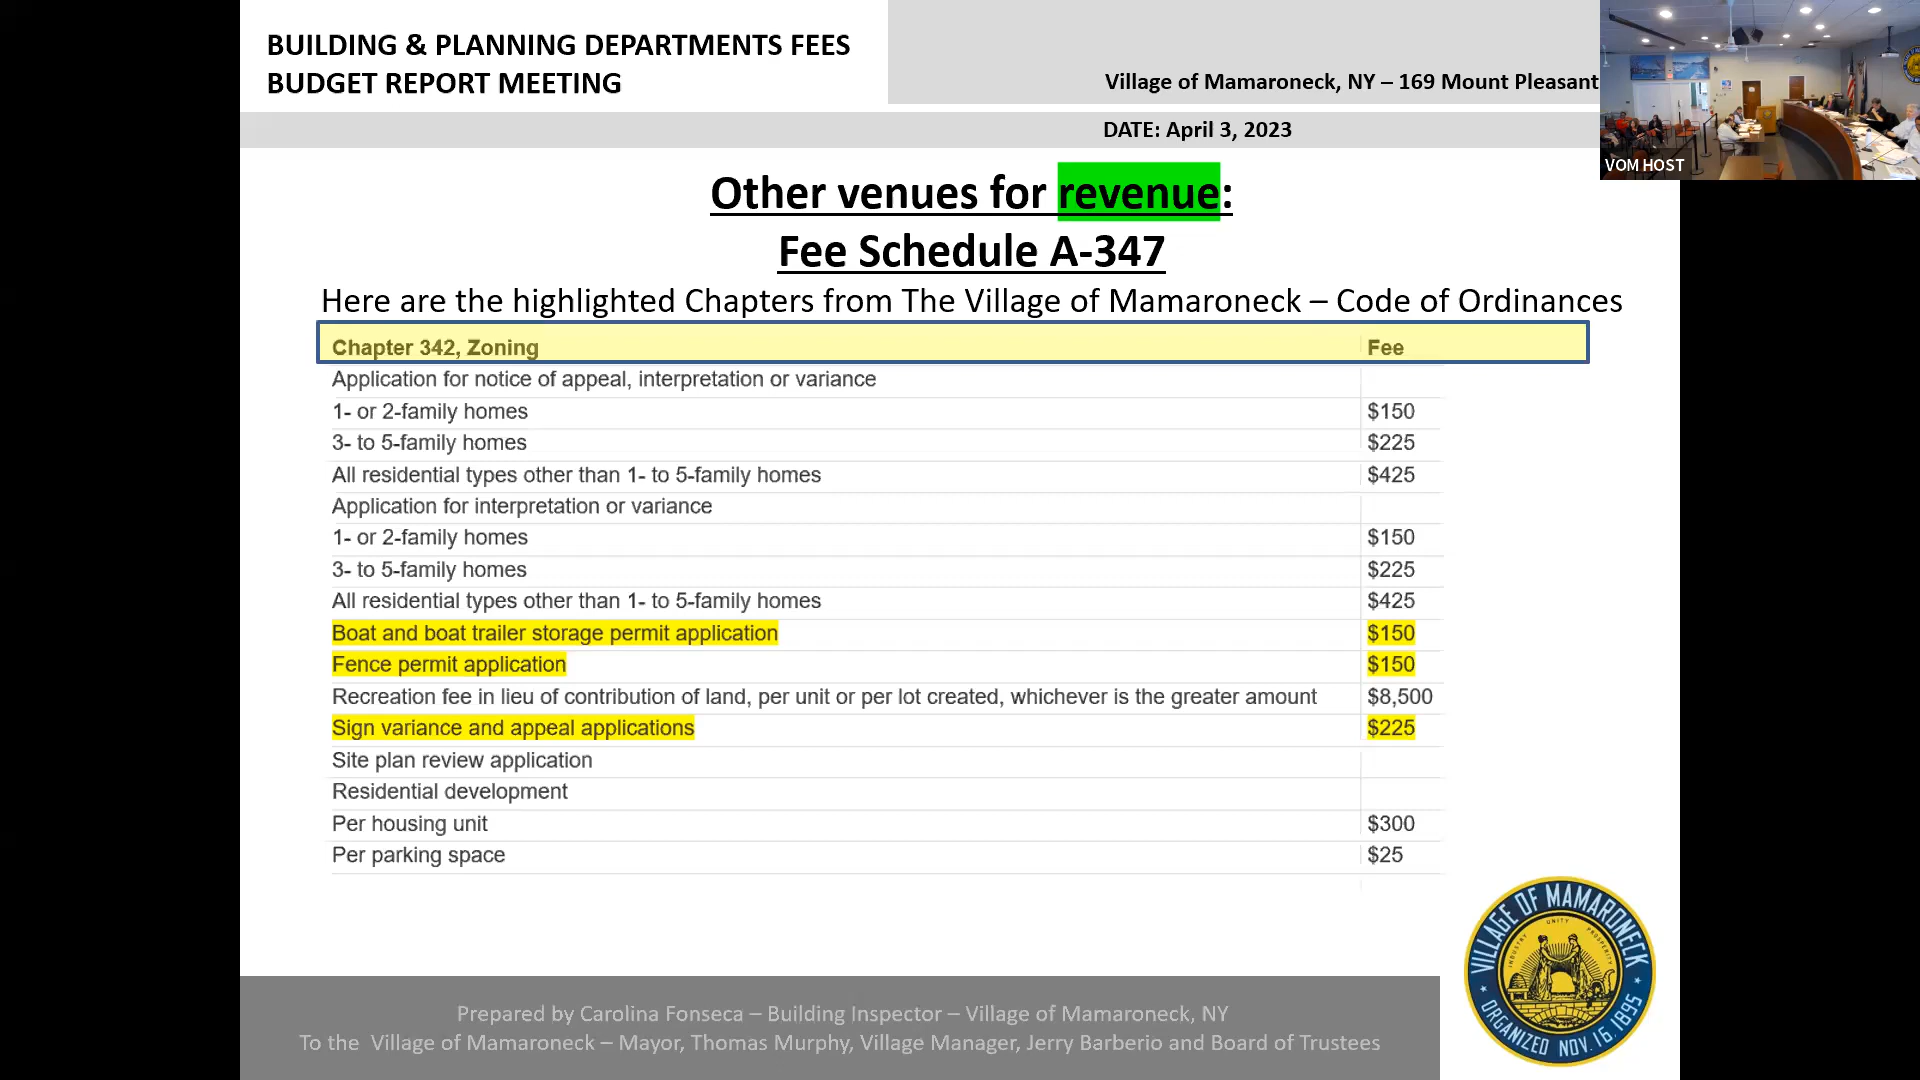 BUILDING & PLANNING DEPARTMENTS FEES
BUDGET REPORT MEETING
Village of Mamaroneck, NY – 169 Mount Pleasant
DATE: April 3, 2023
VOM HOST
Other venues for revenue:
Fee Schedule A-347
Here are the highlighted Chapters from The Village of Mamaroneck – Code of Ordinances
Chapter 342, Zoning Fee
Application for notice of appeal, interpretation or variance
1- or 2-family homes $150
3- to 5-family homes $225
All residential types other than 1- to 5-family homes $425
Application for interpretation or variance
1- or 2-family homes $150
3- to 5-family homes $225
All residential types other than 1- to 5-family homes $425
Boat and boat trailer storage permit application $150
Fence permit application $150
Recreation fee in lieu of contribution of land, per unit or per lot created, whichever is the greater amount $8,500
Sign variance and appeal applications $225
Site plan review application
Residential development
Per housing unit $300
Per parking space $25
VILLAGE OF MAMARONECK
INDUSTRY UNITY PROSPERITY
ORGANIZED NOV. 16, 1895
Prepared by Carolina Fonseca – Building Inspector – Village of Mamaroneck, NY
To the Village of Mamaroneck – Mayor, Thomas Murphy, Village Manager, Jerry Barberio and Board of Trustees